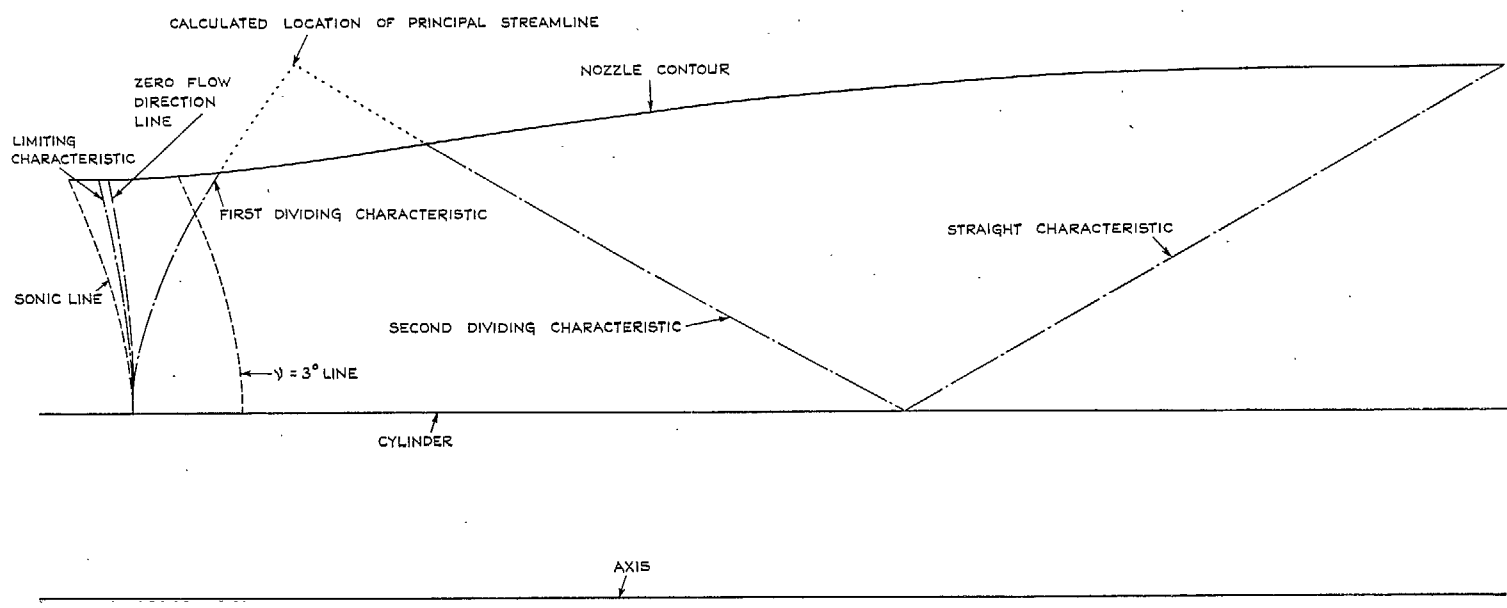 CALCULATED LOCATION OF PRINCIPAL STREAMLINE
ZERO FLOW
DIRECTION
LINE
NOZZLE CONTOUR
LIMITING
CHARACTERISTIC
FIRST DIVIDING CHARACTERISTIC
STRAIGHT CHARACTERISTIC
SONIC LINE
SECOND DIVIDING CHARACTERISTIC
ν = 3° LINE
CYLINDER
AXIS